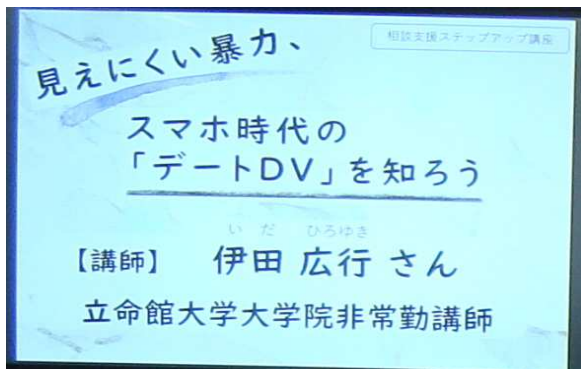 相談支援ステップアップ講座
見えにくい暴力、
スマホ時代の
「デートDV」を知ろう
いだ ひろゆき
【講師】 伊田 広行 さん
立命館大学大学院非常勤講師